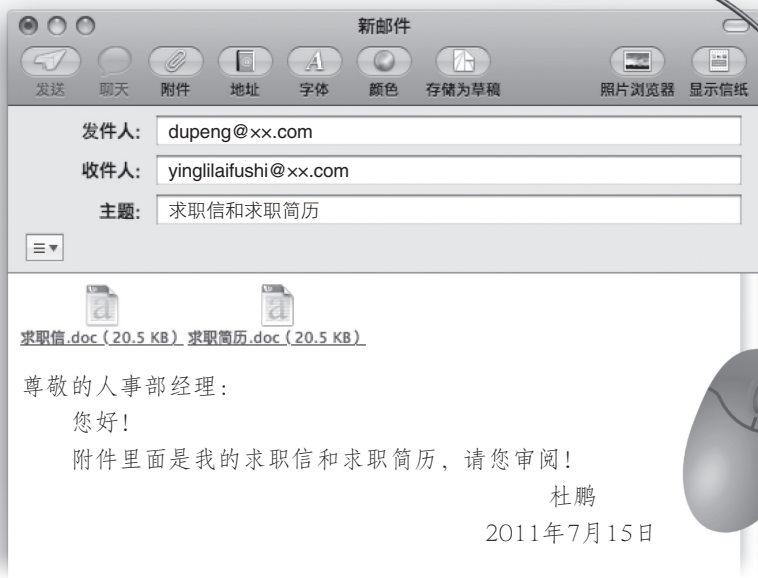 新邮件
发送 聊天 附件 地址 字体 颜色 存储为草稿 照片浏览器 显示信纸
发件人: dupeng@××.com
收件人: yinglilaifushi@××.com
主题: 求职信和求职简历
求职信.doc（20.5 KB） 求职简历.doc（20.5 KB）
尊敬的人事部经理：
您好！
附件里面是我的求职信和求职简历，请您审阅！
杜鹏
2011年7月15日